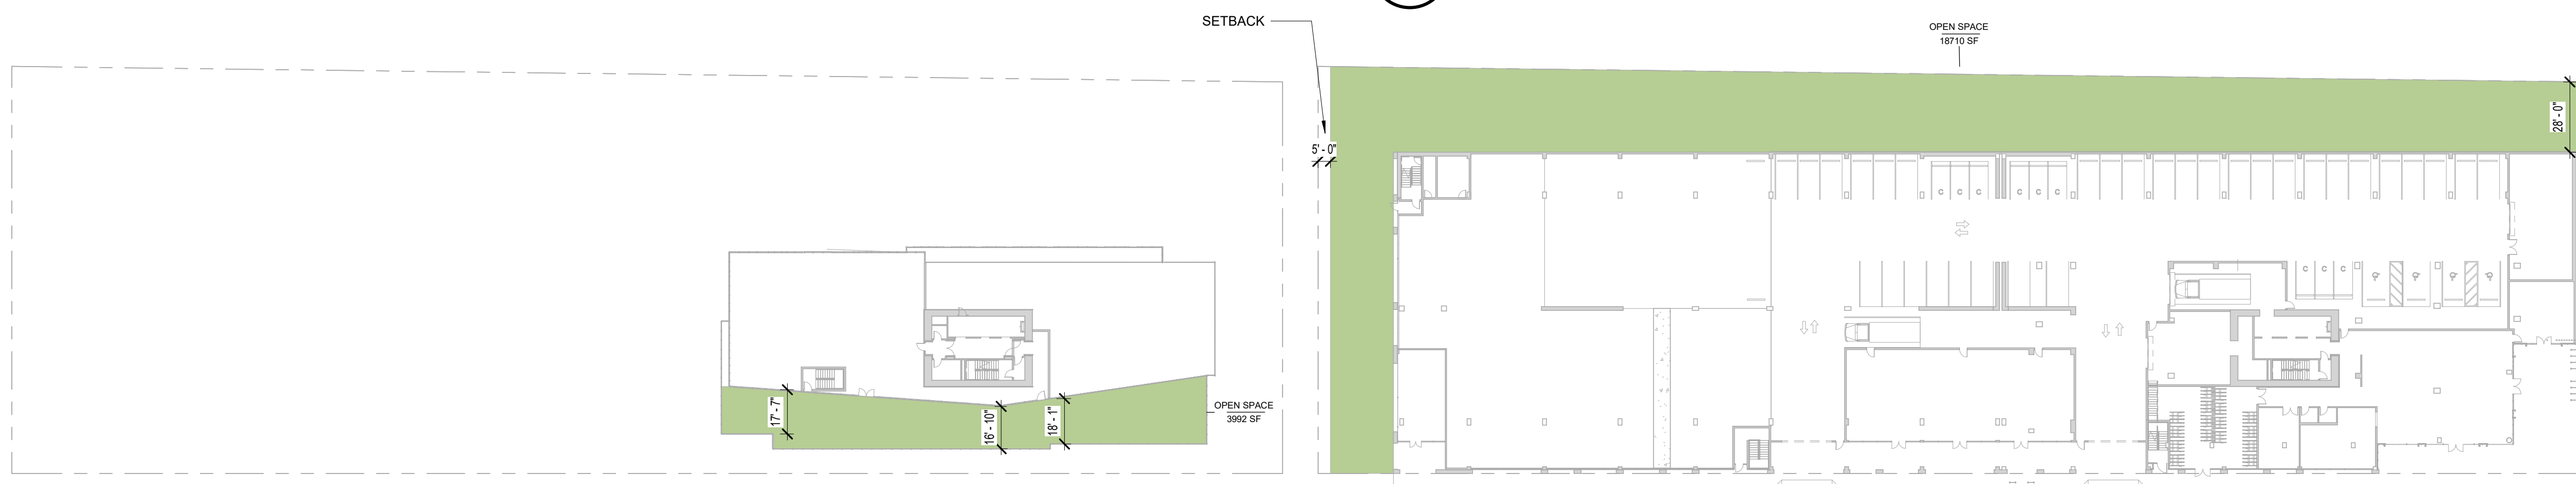 SETBACK
OPEN SPACE
18710 SF
28' - 0"
5' - 0"
C C C
C C C
C C C
17' - 7"
16' - 10"
18' - 1"
OPEN SPACE
3992 SF